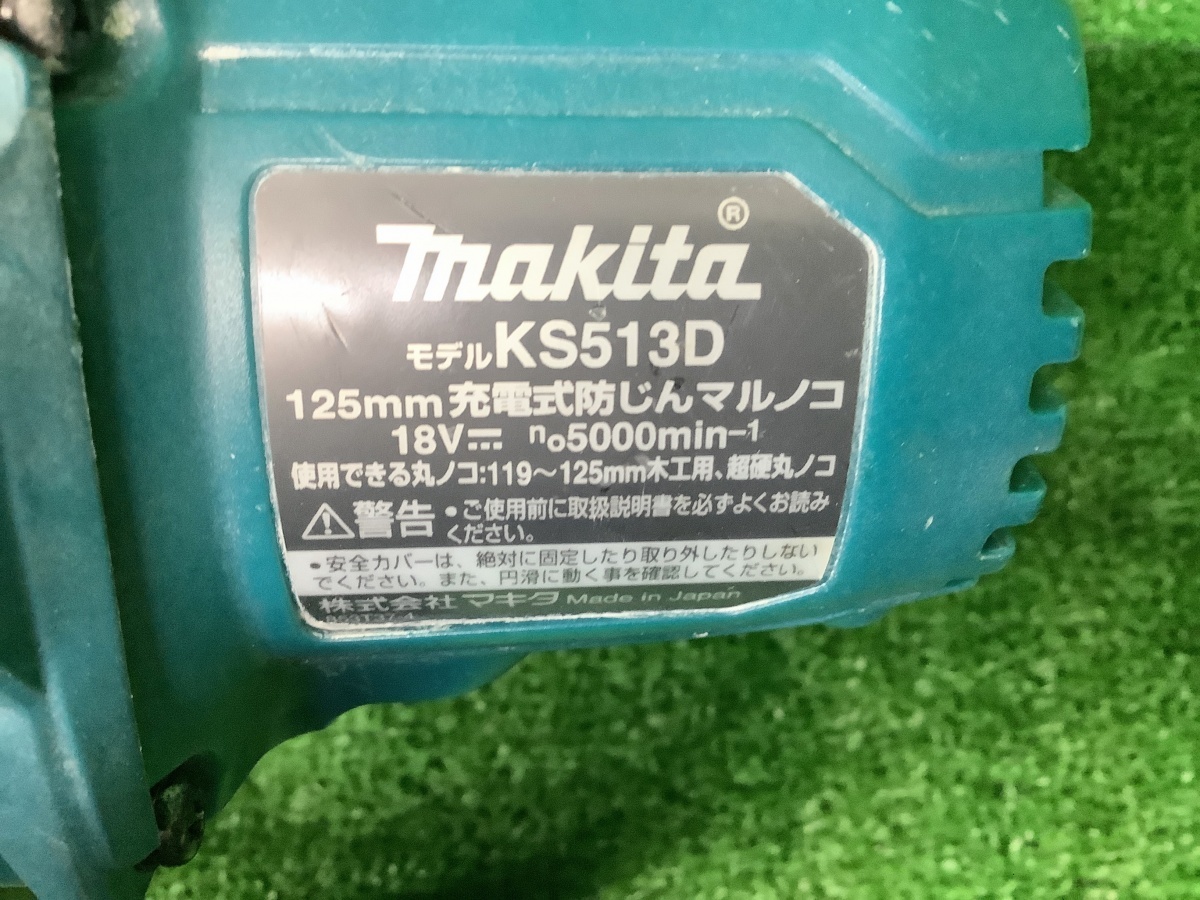 makita®
モデルKS513D
125mm 充電式防じんマルノコ
18V⎓ n₀5000min⁻¹
使用できる丸ノコ:119～125mm木工用、超硬丸ノコ
⚠警告 •ご使用前に取扱説明書を必ずよくお読み
ください。
•安全カバーは、絶対に固定したり取り外したりしない
でください。また、円滑に動く事を確認してください。
株式会社 マキタ Made in Japan